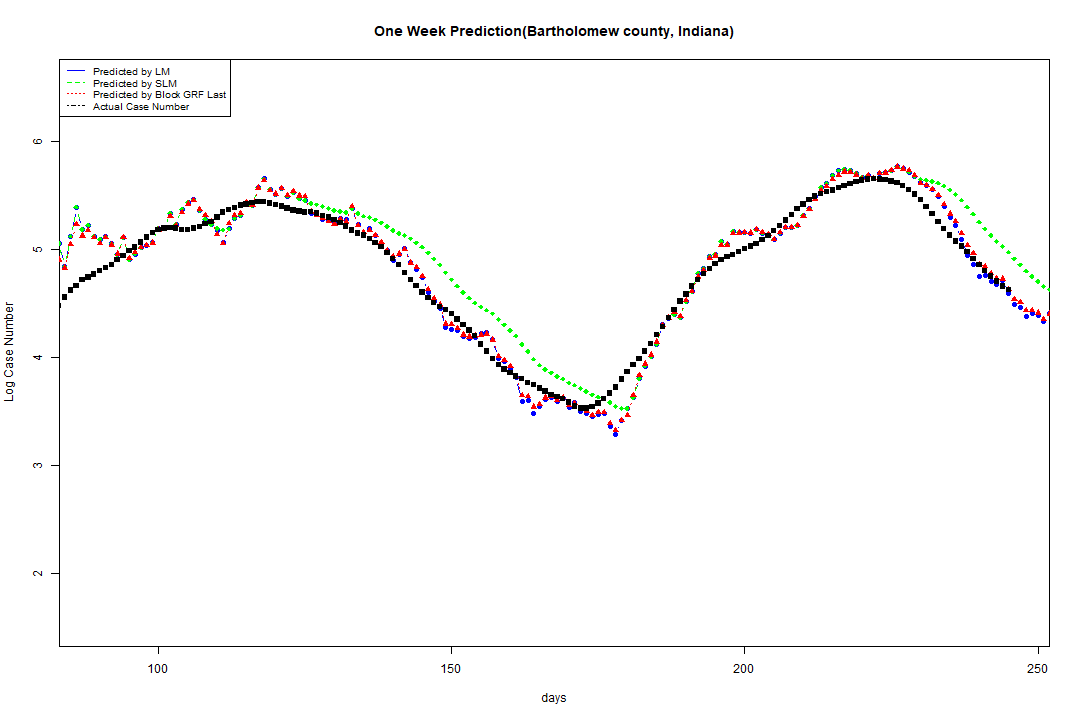 One Week Prediction(Bartholomew county, Indiana)
Predicted by LM
Predicted by SLM
Predicted by Block GRF Last
Actual Case Number
6
5
4
3
2
Log Case Number
100 150 200 250
days